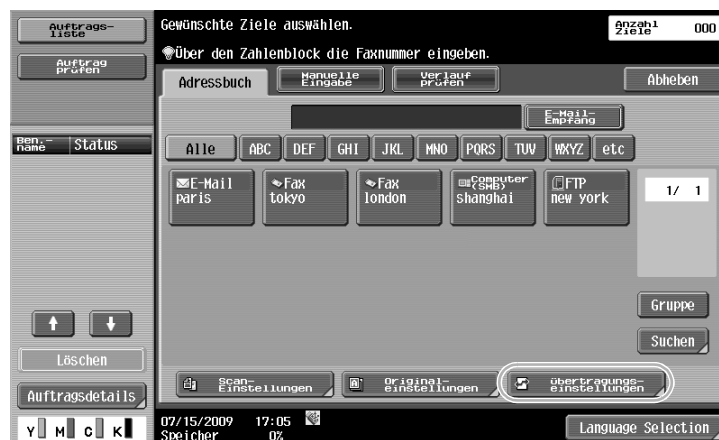 Auftrags-
liste
Auftrag
prüfen
Ben.-
name
Status
Löschen
Auftragsdetails
Y M C K
Gewünschte Ziele auswählen.
Anzahl
Ziele
000
Über den Zahlenblock die Faxnummer eingeben.
Adressbuch
Manuelle
Eingabe
Verlauf
prüfen
Abheben
E-Mail-
Empfang
Alle ABC DEF GHI JKL MNO PQRS TUV WXYZ etc
E-Mail
paris
Fax
tokyo
Fax
london
Computer
(SMB)
shanghai
FTP
new york
1/ 1
Gruppe
Suchen
Scan-
Einstellungen
Original-
einstellungen
Übertragungs-
einstellungen
07/15/2009 17:05
Speicher 0%
Language Selection